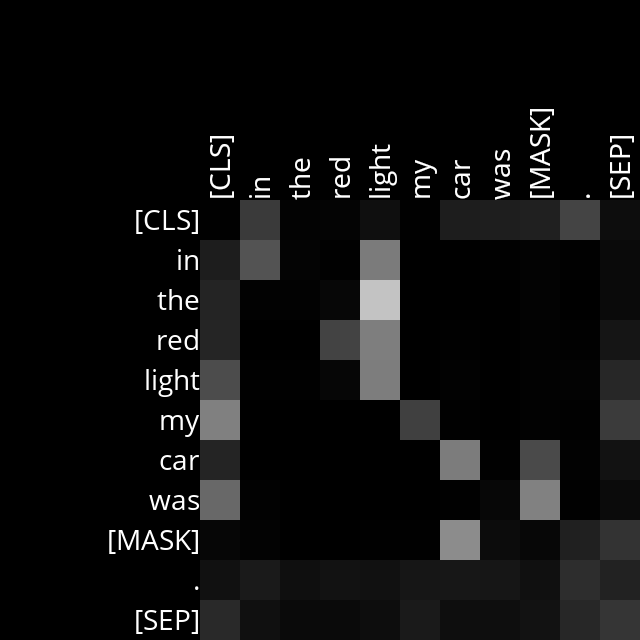 [CLS] in the red light my car was [MASK] . [SEP]
[CLS]
in
the
red
light
my
car
was
[MASK]
.
[SEP]